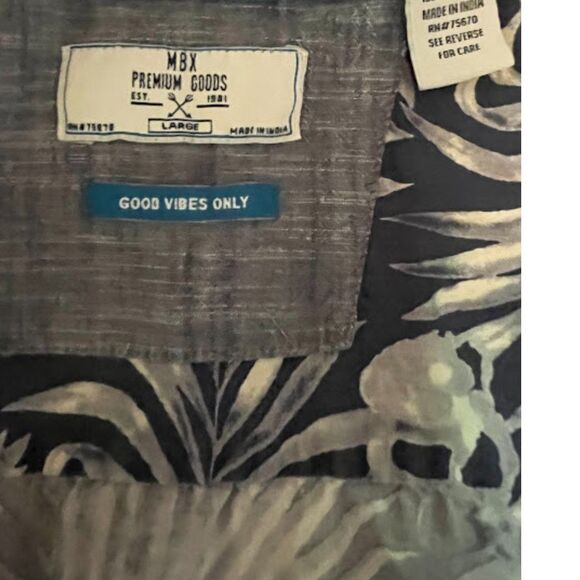 MBX
PREMIUM GOODS
EST. 1981
LARGE
RN#75670 MADE IN INDIA
GOOD VIBES ONLY
MADE IN INDIA
RN#75670
SEE REVERSE
FOR CARE